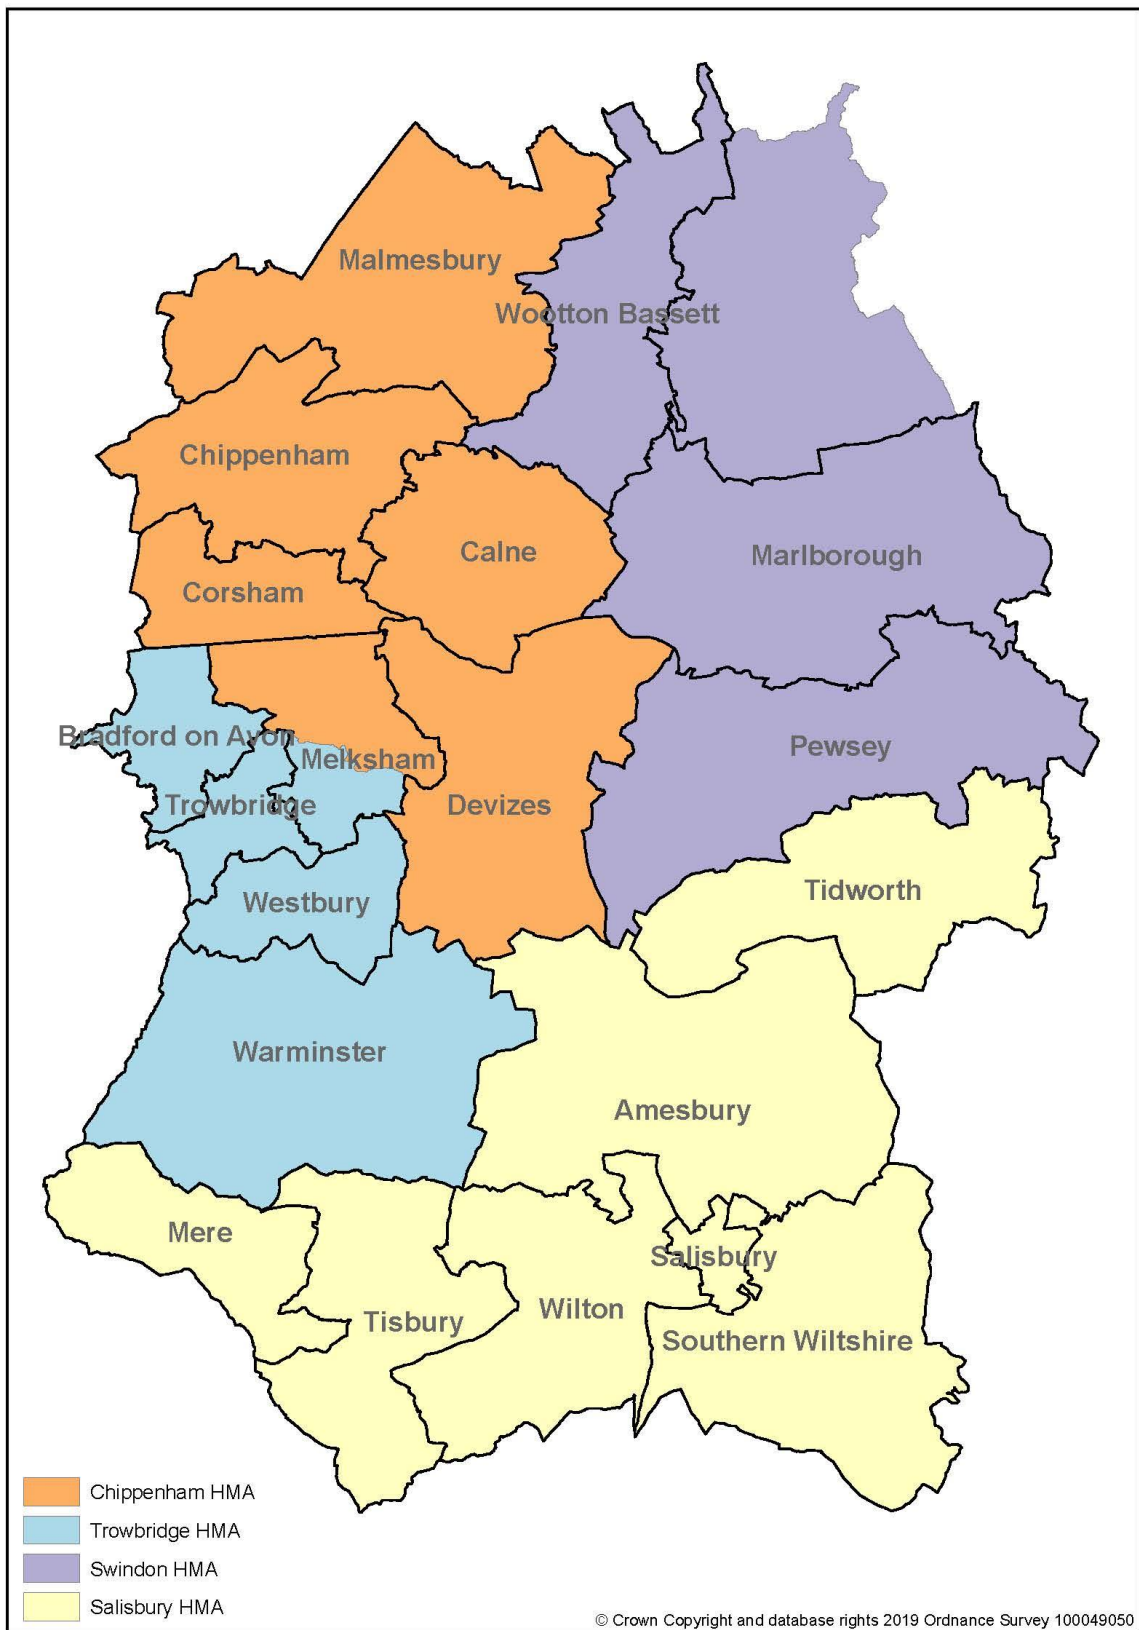 Malmesbury
Wootton Bassett
Chippenham
Calne
Marlborough
Corsham
Bradford on Avon
Pewsey
Melksham
Trowbridge
Devizes
Tidworth
Westbury
Warminster
Amesbury
Mere
Salisbury
Wilton
Tisbury
Southern Wiltshire
Chippenham HMA
Trowbridge HMA
Swindon HMA
Salisbury HMA
© Crown Copyright and database rights 2019 Ordnance Survey 100049050